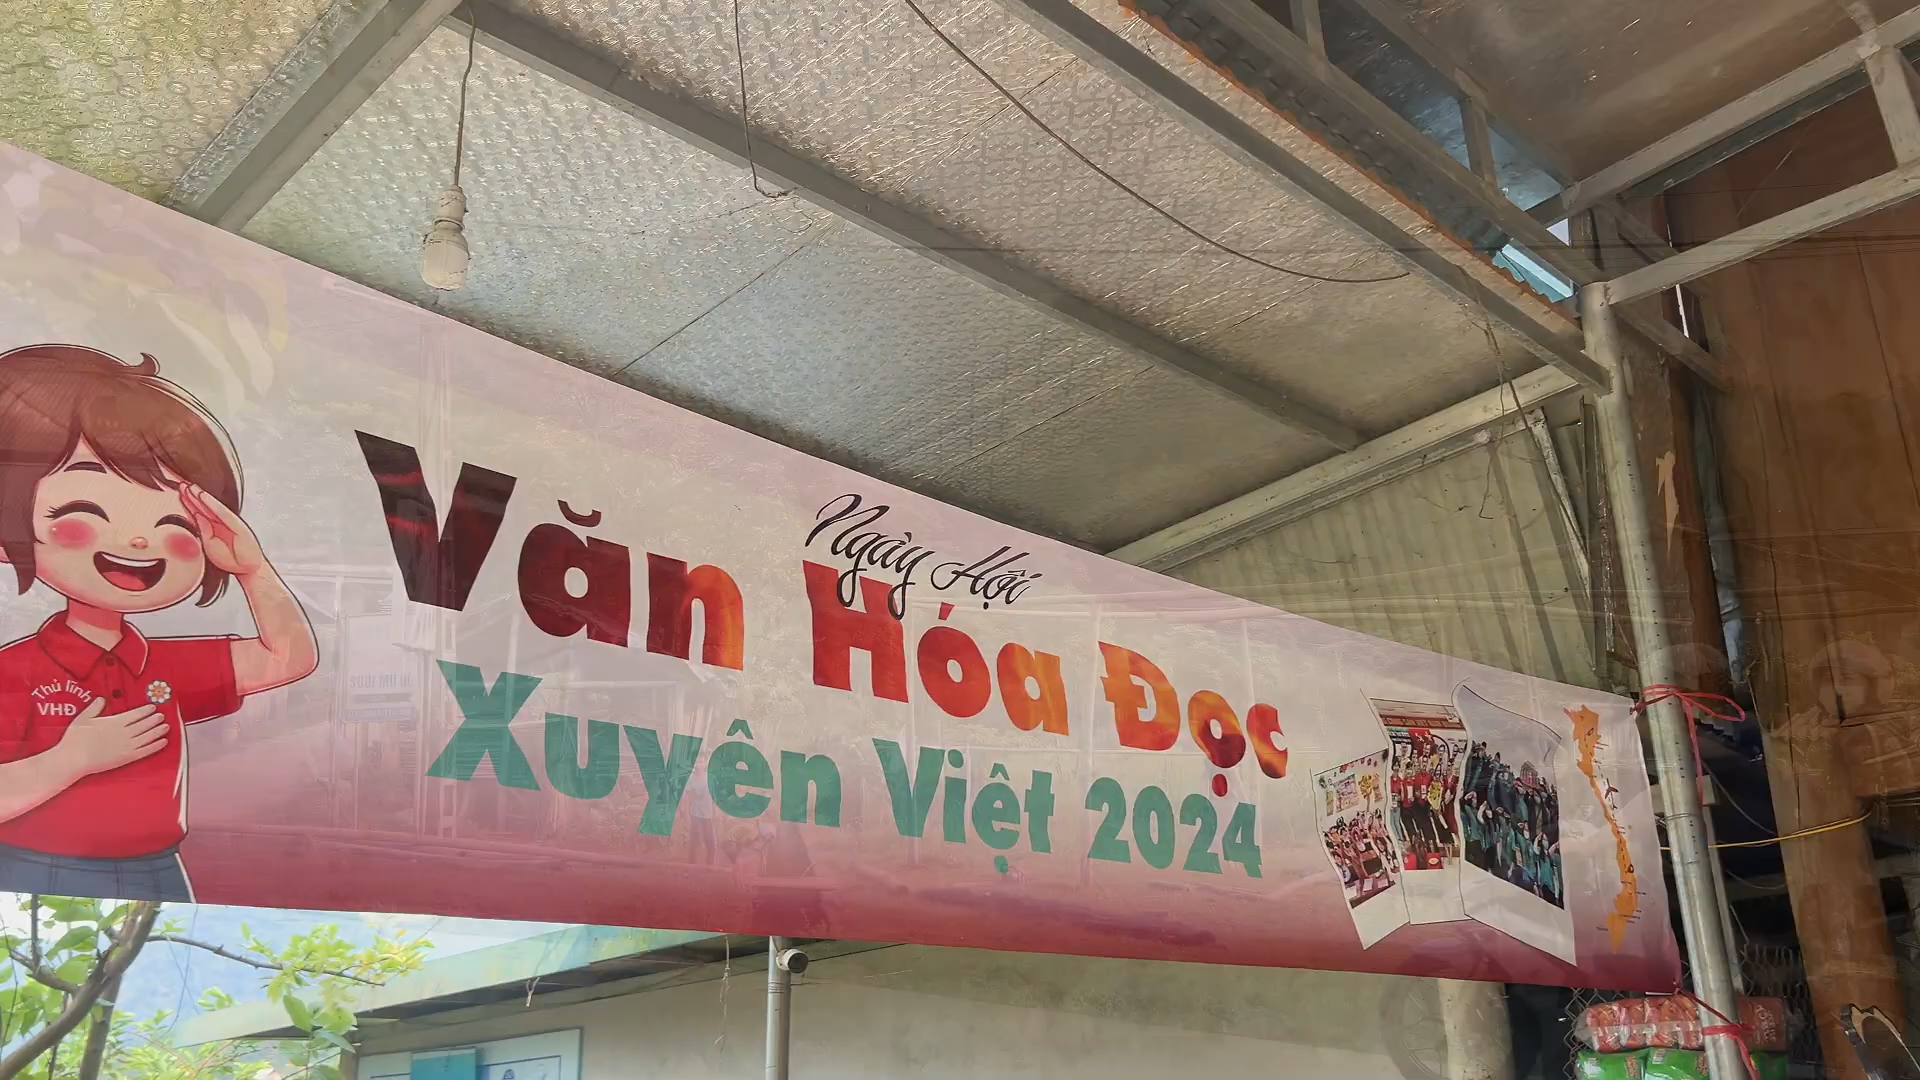 Ngày Hội
Văn Hóa Đọc
Xuyên Việt 2024
Thủ lĩnh
VHĐ